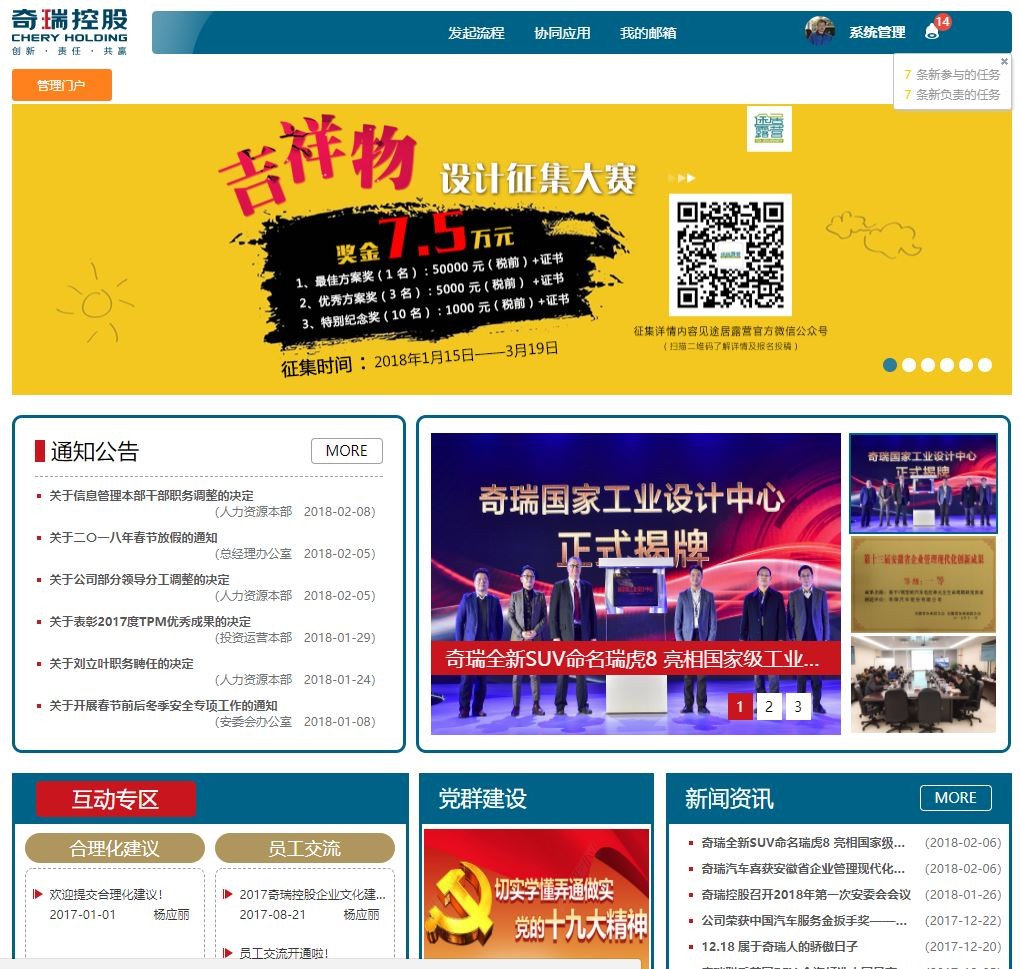 奇瑞控股
CHERY HOLDING
创新 · 责任 · 共赢
发起流程 协同应用 我的邮箱
系统管理 14
管理门户
7 条新参与的任务
7 条新负责的任务
吉祥物
设计征集大赛
途居露营
奖金7.5万元
1、最佳方案奖（1 名）：50000 元（税前）+证书
2、优秀方案奖（3 名）：5000 元（税前）+证书
3、特别纪念奖（10 名）：1000 元（税前）+证书
征集时间：2018年1月15日——3月19日
征集详情内容见途居露营官方微信公众号
（扫描二维码了解详情及报名投稿）
通知公告 MORE
关于信息管理本部干部职务调整的决定
(人力资源本部 2018-02-08)
关于二〇一八年春节放假的通知
(总经理办公室 2018-02-05)
关于公司部分领导分工调整的决定
(人力资源本部 2018-02-05)
关于表彰2017度TPM优秀成果的决定
(投资运营本部 2018-01-29)
关于刘立叶职务聘任的决定
(人力资源本部 2018-01-24)
关于开展春节前后冬季安全专项工作的通知
(安委会办公室 2018-01-08)
奇瑞国家工业设计中心
正式揭牌
奇瑞全新SUV命名瑞虎8 亮相国家级工业...
1 2 3
奇瑞国家工业设计中心
正式揭牌
第十三届安徽省企业管理现代化创新成果
等级：一等
互动专区
合理化建议
欢迎提交合理化建议！
2017-01-01 杨应丽
员工交流
2017奇瑞控股企业文化建...
2017-08-21 杨应丽
员工交流开通啦！
党群建设
切实学懂弄通做实
党的十九大精神
新闻资讯 MORE
奇瑞全新SUV命名瑞虎8 亮相国家级... (2018-02-06)
奇瑞汽车喜获安徽省企业管理现代化... (2018-02-06)
奇瑞控股召开2018年第一次安委会会议 (2018-01-26)
公司荣获中国汽车服务金扳手奖——... (2017-12-22)
12.18 属于奇瑞人的骄傲日子 (2017-12-20)